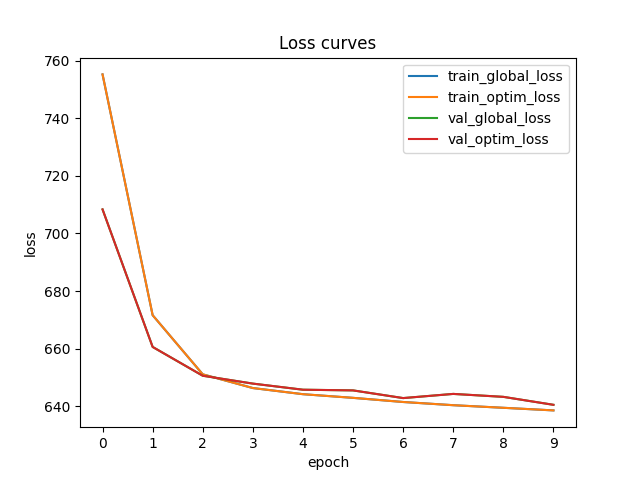 Loss curves
760
740
720
700
680
660
640
loss
train_global_loss
train_optim_loss
val_global_loss
val_optim_loss
0 1 2 3 4 5 6 7 8 9
epoch